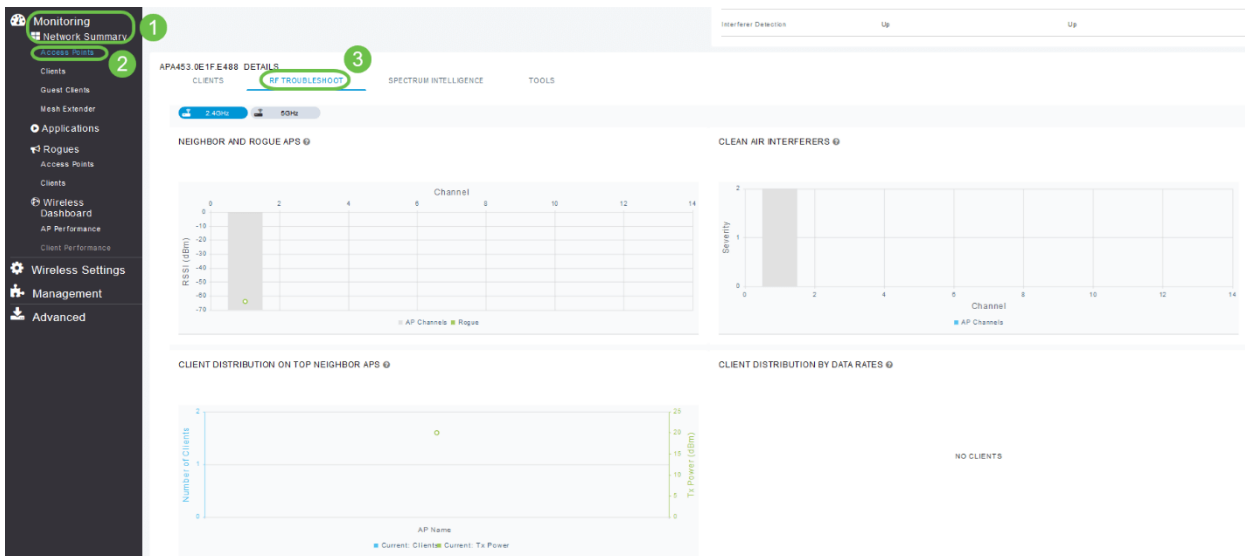 Monitoring
1
Network Summary
Access Points
2
Clients
Guest Clients
Mesh Extender
Applications
Rogues
Access Points
Clients
Wireless
Dashboard
AP Performance
Client Performance
Wireless Settings
Management
Advanced
Interferer Detection Up Up
APA453.0E1F.E488 DETAILS
3
CLIENTS RF TROUBLESHOOT SPECTRUM INTELLIGENCE TOOLS
2.4GHz 5GHz
NEIGHBOR AND ROGUE APS
Channel
0 2 4 6 8 10 12 14
0
-10
-20
-30
-40
-50
-60
-70
RSSI (dBm)
AP Channels Rogue
CLEAN AIR INTERFERERS
2
1
0
Severity
0 2 4 6 8 10 12 14
Channel
AP Channels
CLIENT DISTRIBUTION ON TOP NEIGHBOR APS
2
1
0
Number of Clients
25
20
15
10
5
0
Tx Power (dBm)
AP Name
Current: Clients Current: Tx Power
CLIENT DISTRIBUTION BY DATA RATES
NO CLIENTS